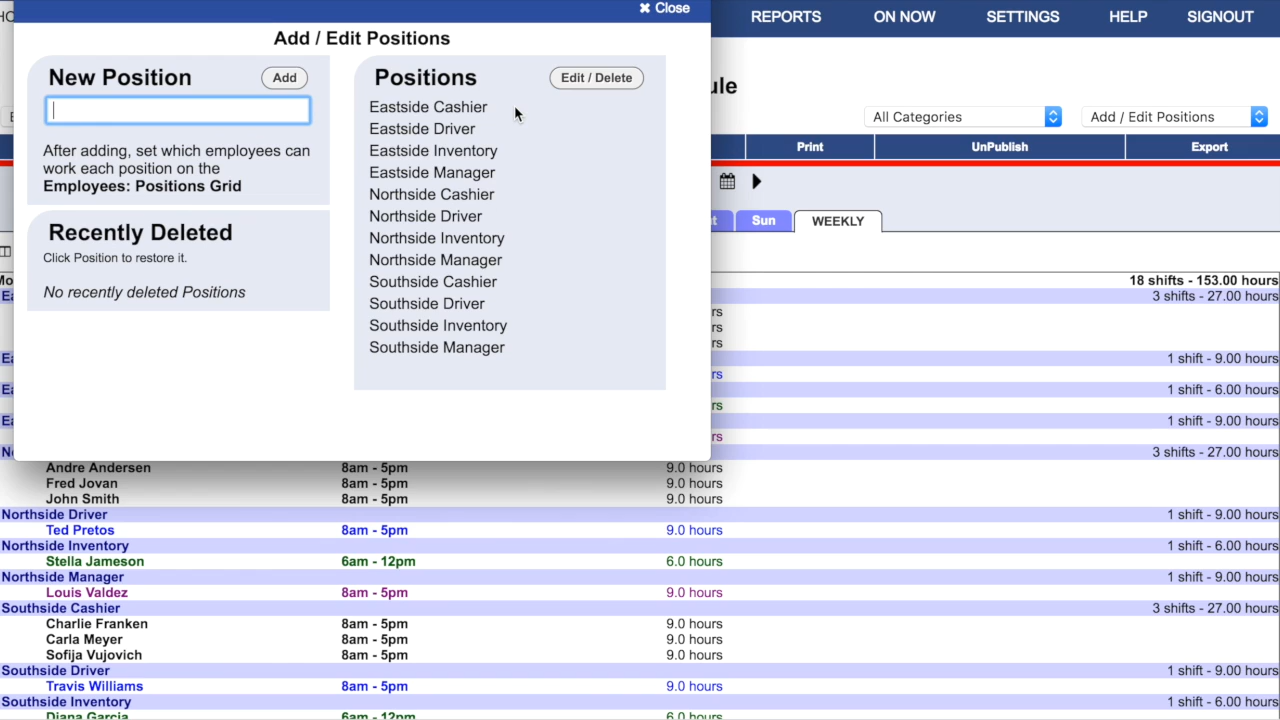 ✖ Close
REPORTS ON NOW SETTINGS HELP SIGNOUT
Add / Edit Positions
New Position Add
After adding, set which employees can
work each position on the
Employees: Positions Grid
Recently Deleted
Click Position to restore it.
No recently deleted Positions
Positions Edit / Delete
Eastside Cashier
Eastside Driver
Eastside Inventory
Eastside Manager
Northside Cashier
Northside Driver
Northside Inventory
Northside Manager
Southside Cashier
Southside Driver
Southside Inventory
Southside Manager
All Categories Add / Edit Positions
Print UnPublish Export
Sun WEEKLY
18 shifts - 153.00 hours
3 shifts - 27.00 hours
1 shift - 9.00 hours
1 shift - 6.00 hours
1 shift - 9.00 hours
3 shifts - 27.00 hours
Andre Andersen 8am - 5pm 9.0 hours
Fred Jovan 8am - 5pm 9.0 hours
John Smith 8am - 5pm 9.0 hours
Northside Driver 1 shift - 9.00 hours
Ted Pretos 8am - 5pm 9.0 hours
Northside Inventory 1 shift - 6.00 hours
Stella Jameson 6am - 12pm 6.0 hours
Northside Manager 1 shift - 9.00 hours
Louis Valdez 8am - 5pm 9.0 hours
Southside Cashier 3 shifts - 27.00 hours
Charlie Franken 8am - 5pm 9.0 hours
Carla Meyer 8am - 5pm 9.0 hours
Sofija Vujovich 8am - 5pm 9.0 hours
Southside Driver 1 shift - 9.00 hours
Travis Williams 8am - 5pm 9.0 hours
Southside Inventory 1 shift - 6.00 hours
Diana Garcia 6am - 12pm 6.0 hours